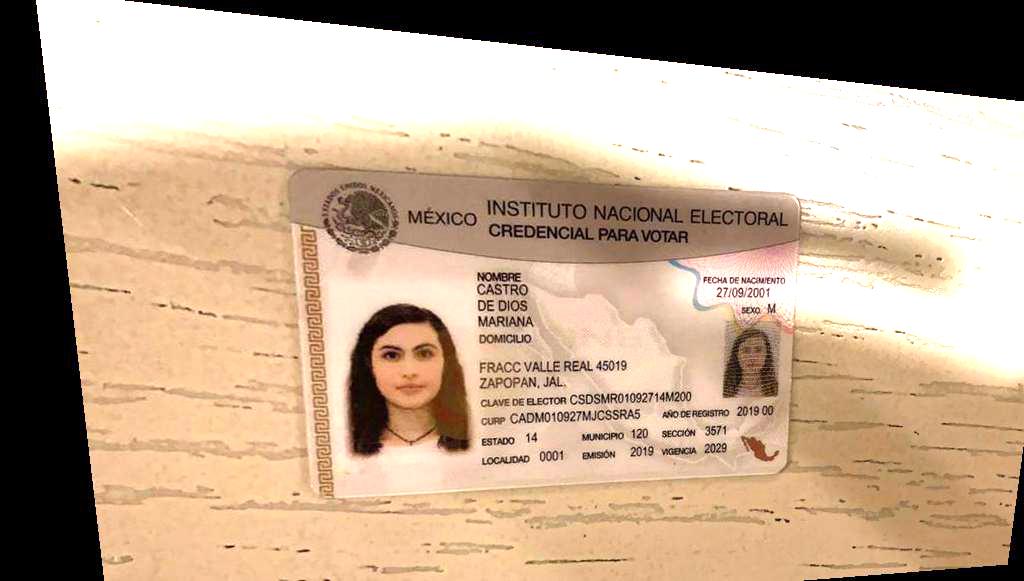 ESTADOS UNIDOS MEXICANOS
MÉXICO INSTITUTO NACIONAL ELECTORAL
CREDENCIAL PARA VOTAR
NOMBRE
CASTRO
DE DIOS
MARIANA
DOMICILIO
FRACC VALLE REAL 45019
ZAPOPAN, JAL.
FECHA DE NACIMIENTO
27/09/2001
SEXO M
CLAVE DE ELECTOR CSDSMR01092714M200
CURP CADM010927MJCSSRA5 AÑO DE REGISTRO 2019 00
ESTADO 14 MUNICIPIO 120 SECCIÓN 3571
LOCALIDAD 0001 EMISIÓN 2019 VIGENCIA 2029